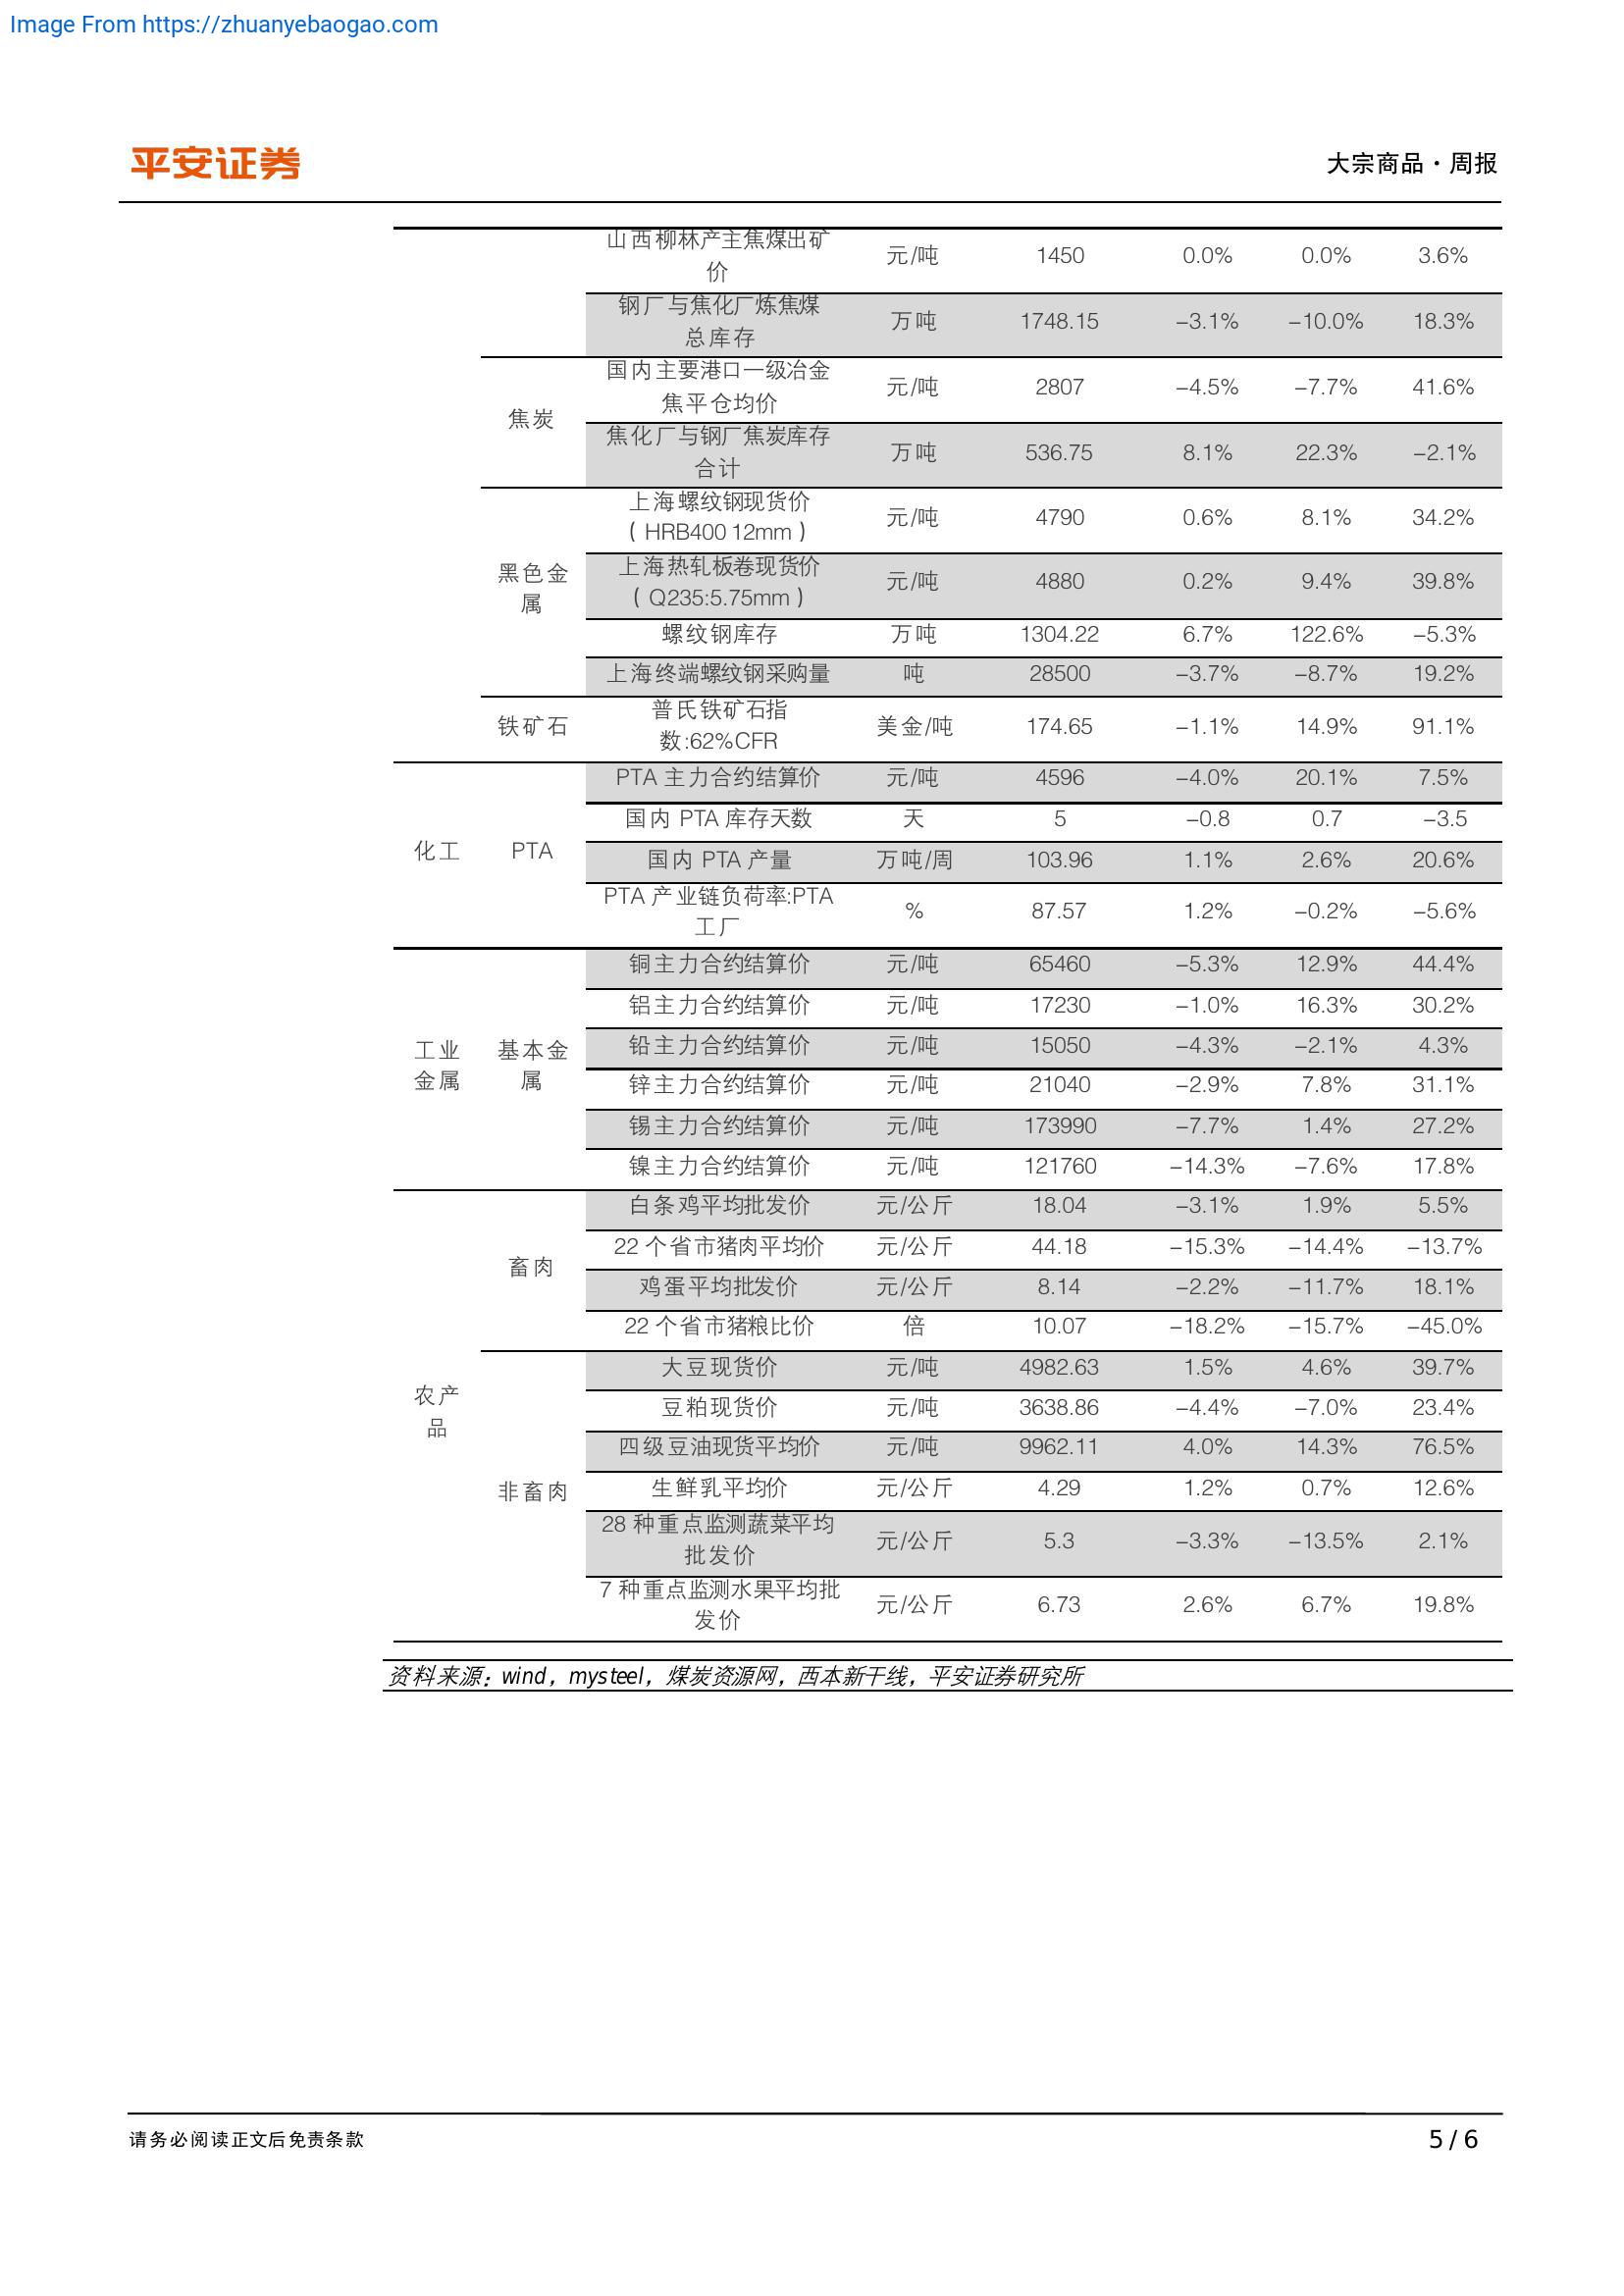 Image From https://zhuanyebaogao.com
平安证券
大宗商品·周报
山西柳林产主焦煤出矿
价
元/吨 1450 0.0% 0.0% 3.6%
钢厂与焦化厂炼焦煤
总库存
万吨 1748.15 -3.1% -10.0% 18.3%
焦炭
国内主要港口一级冶金
焦平仓均价
元/吨 2807 -4.5% -7.7% 41.6%
焦化厂与钢厂焦炭库存
合计
万吨 536.75 8.1% 22.3% -2.1%
黑色金
属
上海螺纹钢现货价
（HRB400 12mm）
元/吨 4790 0.6% 8.1% 34.2%
上海热轧板卷现货价
（Q235:5.75mm）
元/吨 4880 0.2% 9.4% 39.8%
螺纹钢库存 万吨 1304.22 6.7% 122.6% -5.3%
上海终端螺纹钢采购量 吨 28500 -3.7% -8.7% 19.2%
铁矿石
普氏铁矿石指
数:62%CFR
美金/吨 174.65 -1.1% 14.9% 91.1%
化工
PTA
PTA 主力合约结算价 元/吨 4596 -4.0% 20.1% 7.5%
国内 PTA 库存天数 天 5 -0.8 0.7 -3.5
国内 PTA 产量 万吨/周 103.96 1.1% 2.6% 20.6%
PTA 产业链负荷率:PTA
工厂
% 87.57 1.2% -0.2% -5.6%
工业
金属
基本金
属
铜主力合约结算价 元/吨 65460 -5.3% 12.9% 44.4%
铝主力合约结算价 元/吨 17230 -1.0% 16.3% 30.2%
铅主力合约结算价 元/吨 15050 -4.3% -2.1% 4.3%
锌主力合约结算价 元/吨 21040 -2.9% 7.8% 31.1%
锡主力合约结算价 元/吨 173990 -7.7% 1.4% 27.2%
镍主力合约结算价 元/吨 121760 -14.3% -7.6% 17.8%
农产
品
畜肉
白条鸡平均批发价 元/公斤 18.04 -3.1% 1.9% 5.5%
22 个省市猪肉平均价 元/公斤 44.18 -15.3% -14.4% -13.7%
鸡蛋平均批发价 元/公斤 8.14 -2.2% -11.7% 18.1%
22 个省市猪粮比价 倍 10.07 -18.2% -15.7% -45.0%
非畜肉
大豆现货价 元/吨 4982.63 1.5% 4.6% 39.7%
豆粕现货价 元/吨 3638.86 -4.4% -7.0% 23.4%
四级豆油现货平均价 元/吨 9962.11 4.0% 14.3% 76.5%
生鲜乳平均价 元/公斤 4.29 1.2% 0.7% 12.6%
28 种重点监测蔬菜平均
批发价
元/公斤 5.3 -3.3% -13.5% 2.1%
7 种重点监测水果平均批
发价
元/公斤 6.73 2.6% 6.7% 19.8%
资料来源：wind，mysteel，煤炭资源网，西本新干线，平安证券研究所
请务必阅读正文后免责条款
5 / 6